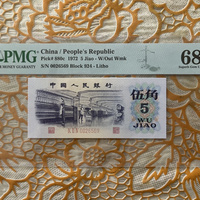 PMG
China / People's Republic
Pick# 880c 1972 5 Jiao - W/Out Wmk
S/N 0020569 Block 924 - Litho
68
中国人民银行
伍角
5
WU JIAO